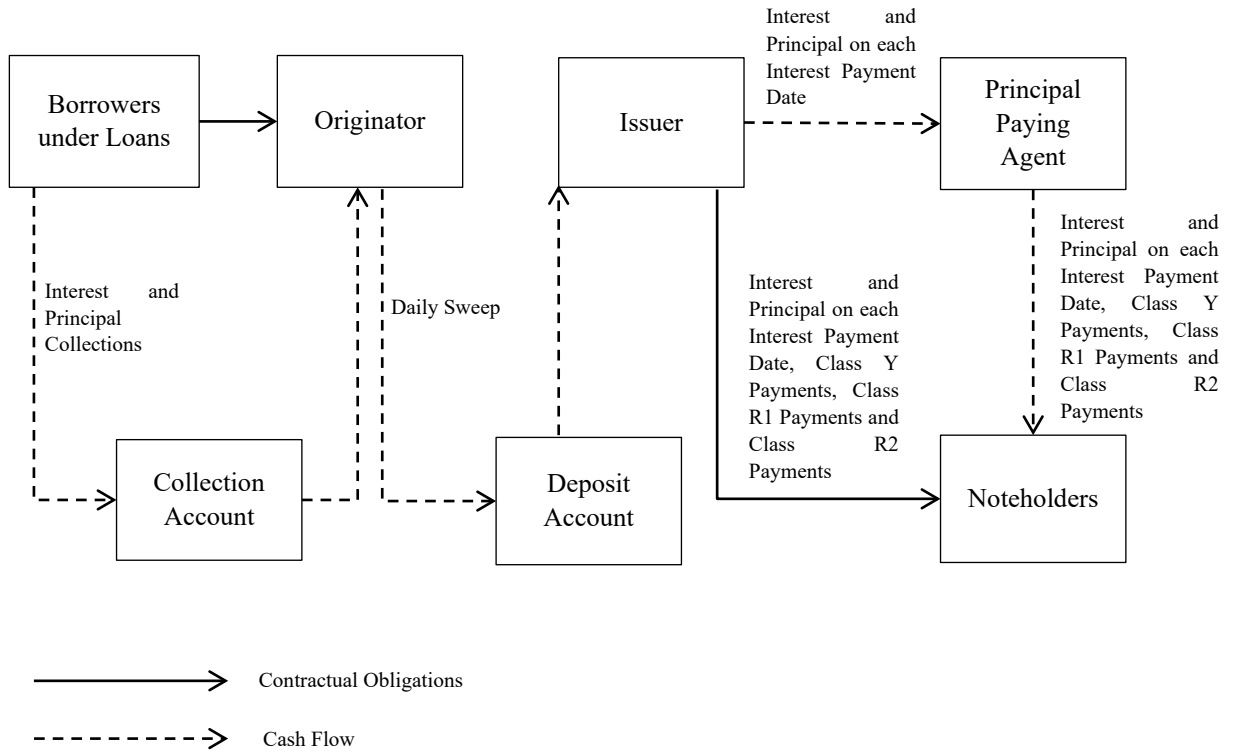 Interest and
Principal on each
Interest Payment
Date
Borrowers
under Loans
Originator
Issuer
Principal
Paying
Agent
Interest and
Principal
Collections
Daily Sweep
Interest and
Principal on each
Interest Payment
Date, Class Y
Payments, Class
R1 Payments and
Class R2
Payments
Interest and
Principal on each
Interest Payment
Date, Class Y
Payments, Class
R1 Payments and
Class R2
Payments
Collection
Account
Deposit
Account
Noteholders
Contractual Obligations
Cash Flow